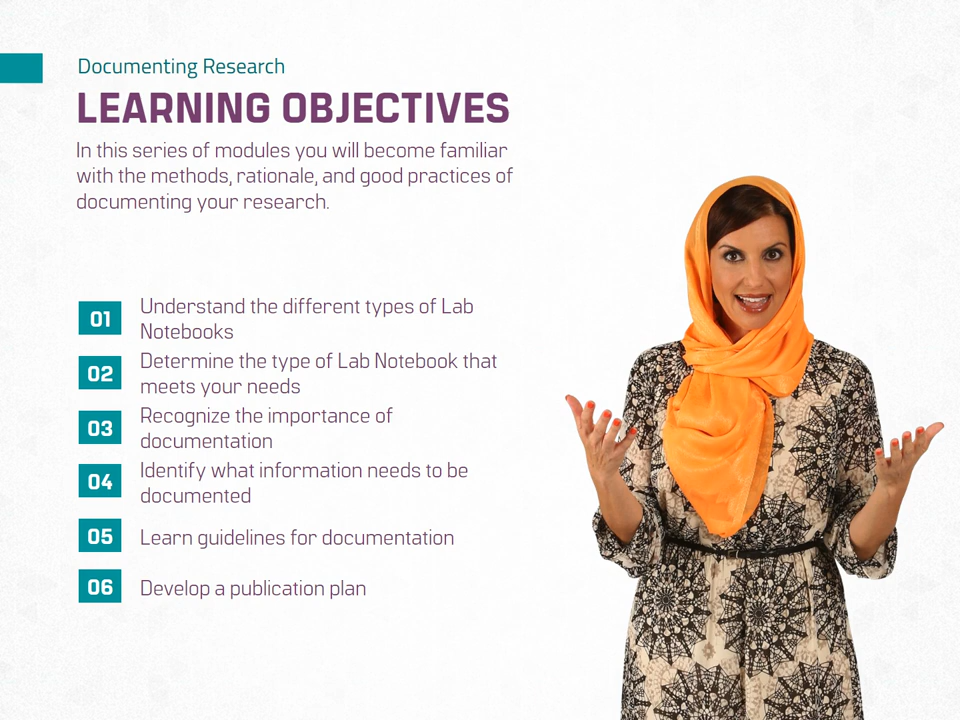 Documenting Research
LEARNING OBJECTIVES
In this series of modules you will become familiar
with the methods, rationale, and good practices of
documenting your research.
01
Understand the different types of Lab
Notebooks
02
Determine the type of Lab Notebook that
meets your needs
03
Recognize the importance of
documentation
04
Identify what information needs to be
documented
05
Learn guidelines for documentation
06
Develop a publication plan